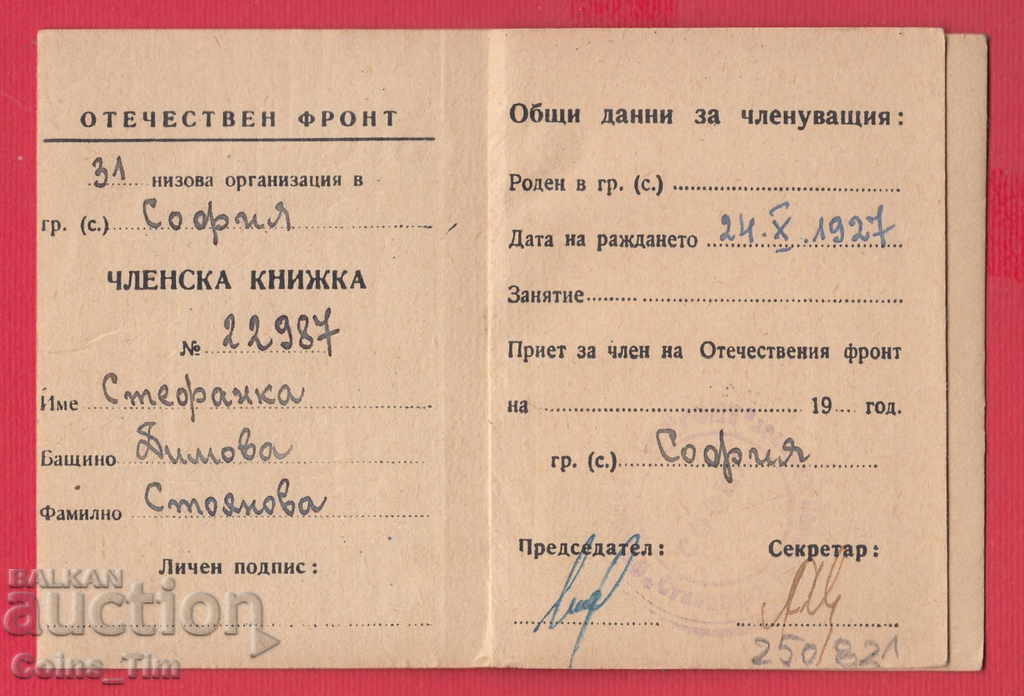 ОТЕЧЕСТВЕН ФРОНТ
31 низова организация в
гр. (с.) София
ЧЛЕНСКА КНИЖКА
№ 22987
Име Стефанка
Бащино Димова
Фамилно Стоянова
Личен подпис:
Общи данни за членуващия:
Роден в гр. (с.)
Дата на раждането 24.X.1927
Занятие
Приет за член на Отечествения фронт
на 19 год.
гр. (с.) София
Председател: Секретар:
250/821
BALKAN
auction
Coins_Tim